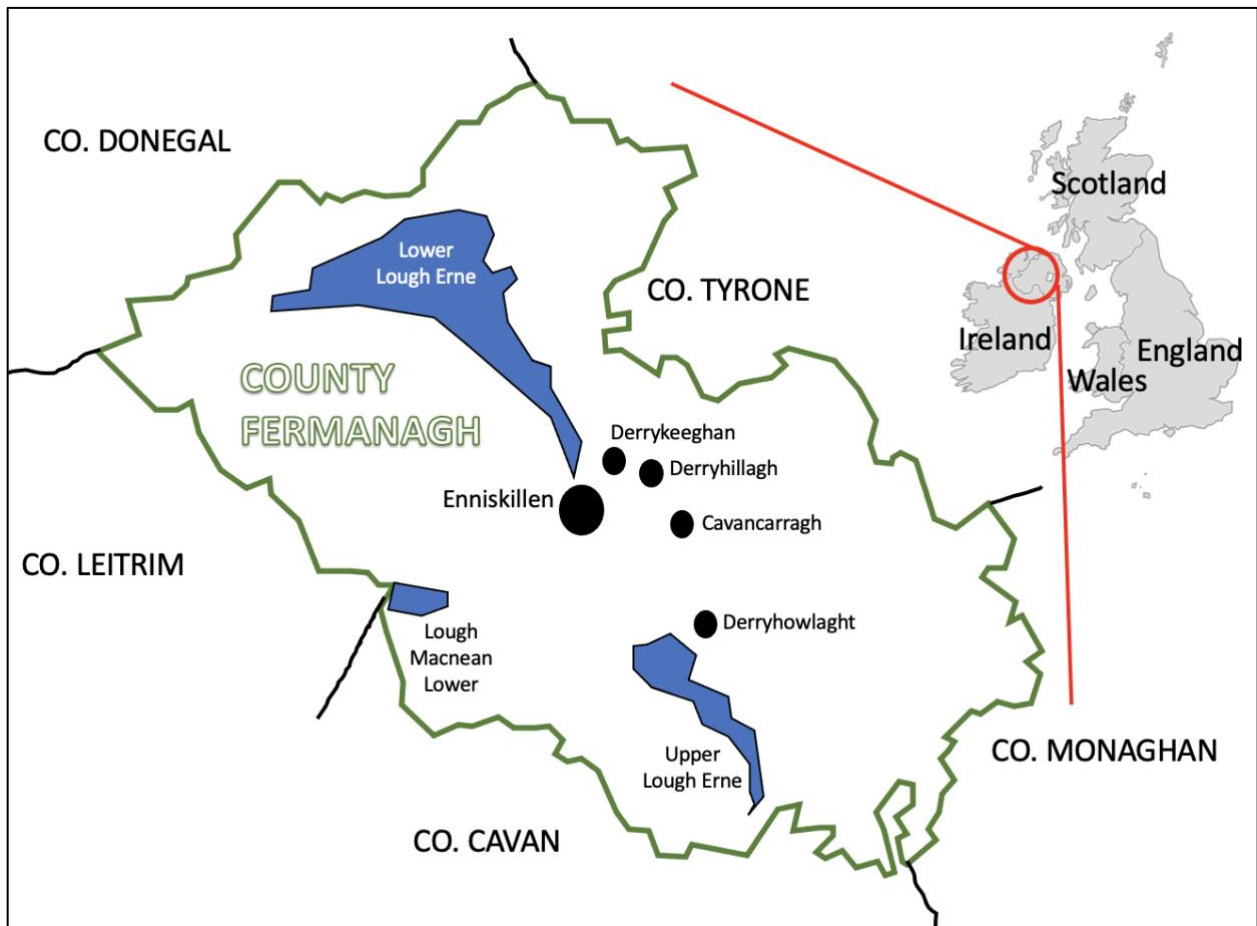 CO. DONEGAL
Scotland
Lower
Lough Erne
CO. TYRONE
Ireland
England
Wales
COUNTY
FERMANAGH
Derrykeeghan
Derryhillagh
Enniskillen
Cavancarragh
CO. LEITRIM
Derryhowlaght
Lough
Macnean
Lower
Upper
Lough Erne
CO. MONAGHAN
CO. CAVAN